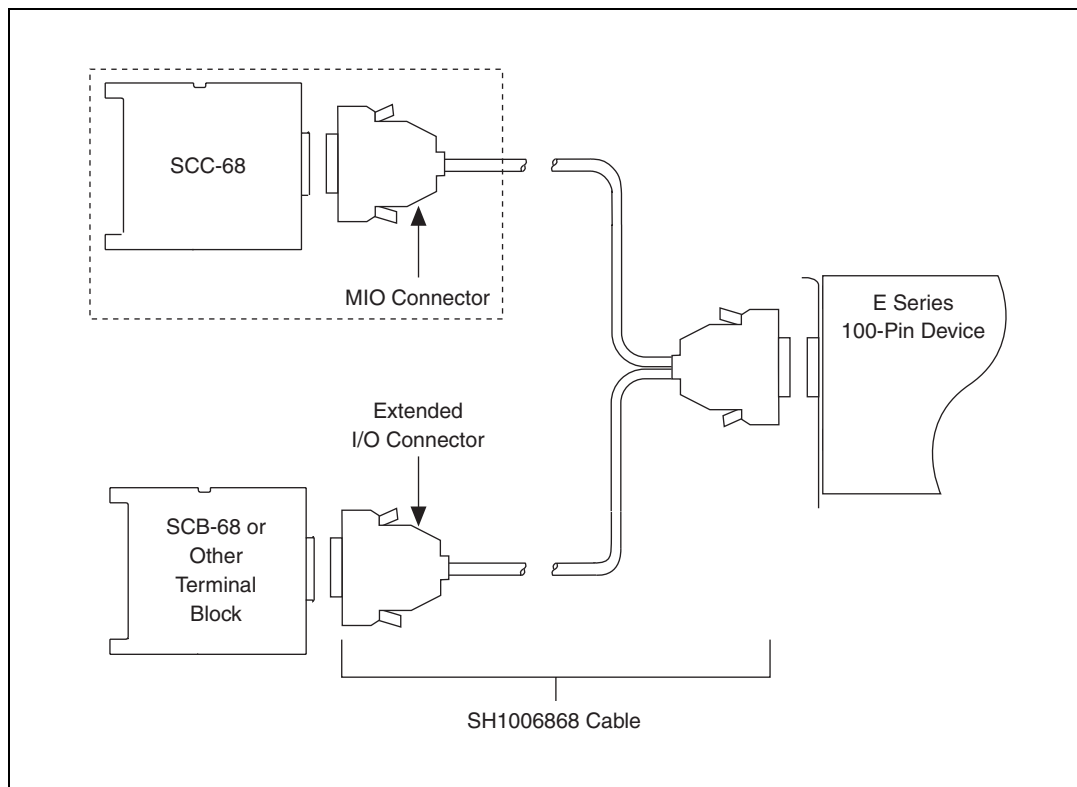 SCC-68
MIO Connector
E Series
100-Pin Device
Extended
I/O Connector
SCB-68 or
Other
Terminal
Block
SH1006868 Cable